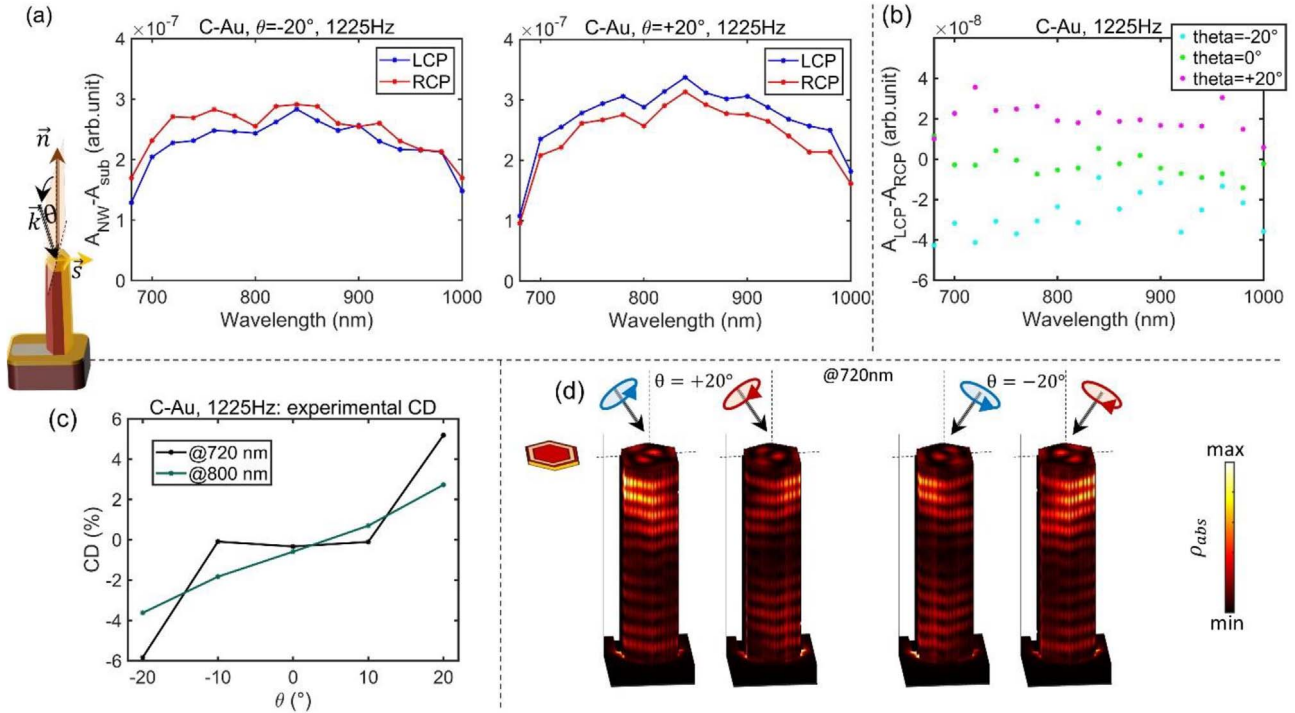 (a)
C-Au, θ=-20°, 1225Hz
×10⁻⁷
4
3
2
1
0
A_NW-A_sub (arb.unit)
LCP
RCP
700 800 900 1000
Wavelength (nm)
n⃗
k⃗
θ
s⃗
C-Au, θ=+20°, 1225Hz
×10⁻⁷
4
3
2
1
0
LCP
RCP
700 800 900 1000
Wavelength (nm)
(b)
C-Au, 1225Hz
×10⁻⁸
theta=-20°
theta=0°
theta=+20°
4
2
0
-2
-4
-6
A_LCP-A_RCP (arb.unit)
700 800 900 1000
Wavelength (nm)
(c)
C-Au, 1225Hz: experimental CD
@720 nm
@800 nm
6
4
2
0
-2
-4
-6
CD (%)
-20 -10 0 10 20
θ (°)
(d)
θ = +20°
@720nm
θ = −20°
max
ρ_abs
min